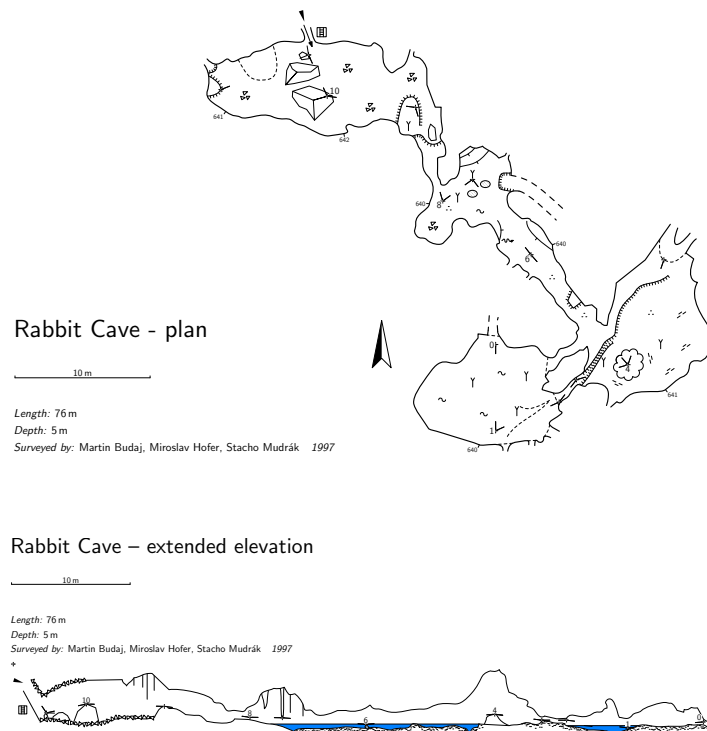 10
641
642
640
8
640
6
Rabbit Cave - plan
0
10 m
4
641
Length: 76 m
Depth: 5 m
1
Surveyed by: Martin Budaj, Miroslav Hofer, Stacho Mudrák 1997
640
Rabbit Cave – extended elevation
10 m
Length: 76 m
Depth: 5 m
Surveyed by: Martin Budaj, Miroslav Hofer, Stacho Mudrák 1997
10
8
6
4
1
0